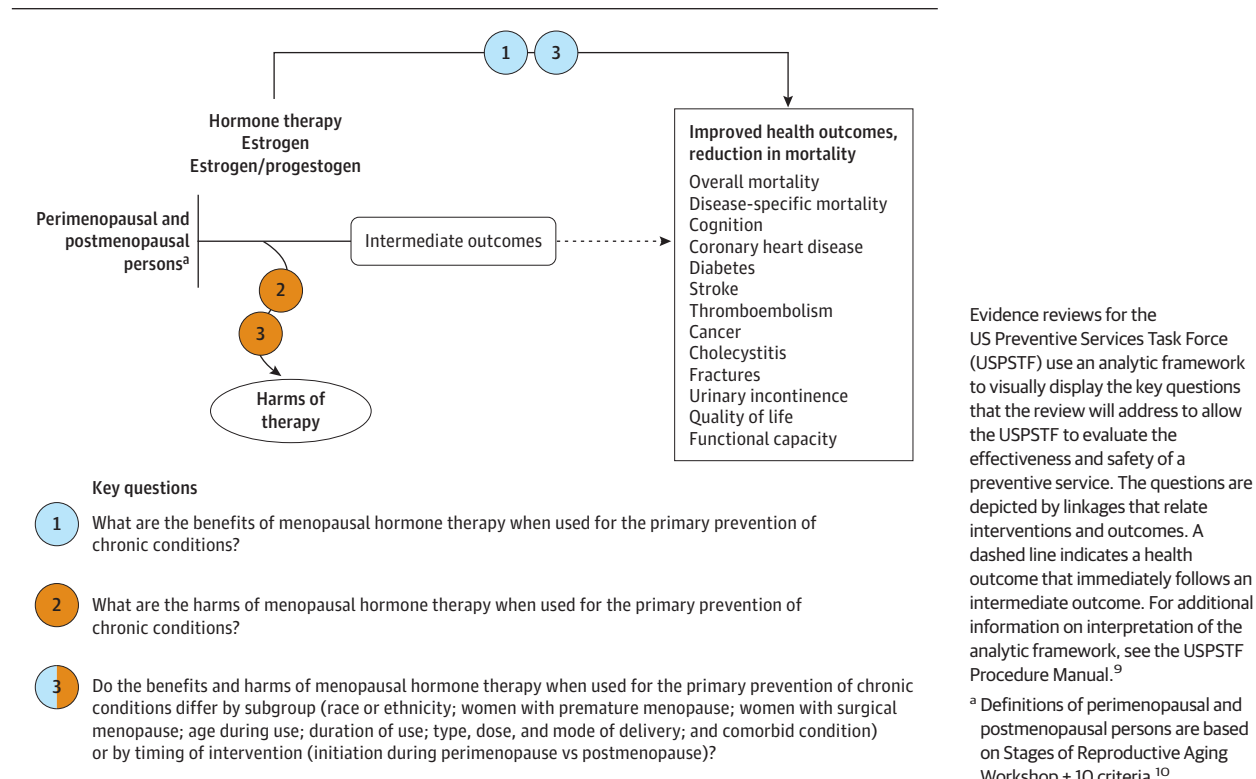 1
3
Hormone therapy
Estrogen
Estrogen/progestogen
Perimenopausal and
postmenopausal
persons^a
Intermediate outcomes
2
3
Harms of
therapy
Improved health outcomes,
reduction in mortality
Overall mortality
Disease-specific mortality
Cognition
Coronary heart disease
Diabetes
Stroke
Thromboembolism
Cancer
Cholecystitis
Fractures
Urinary incontinence
Quality of life
Functional capacity
Key questions
1 What are the benefits of menopausal hormone therapy when used for the primary prevention of
chronic conditions?
2 What are the harms of menopausal hormone therapy when used for the primary prevention of
chronic conditions?
3 Do the benefits and harms of menopausal hormone therapy when used for the primary prevention of chronic
conditions differ by subgroup (race or ethnicity; women with premature menopause; women with surgical
menopause; age during use; duration of use; type, dose, and mode of delivery; and comorbid condition)
or by timing of intervention (initiation during perimenopause vs postmenopause)?
Evidence reviews for the
US Preventive Services Task Force
(USPSTF) use an analytic framework
to visually display the key questions
that the review will address to allow
the USPSTF to evaluate the
effectiveness and safety of a
preventive service. The questions are
depicted by linkages that relate
interventions and outcomes. A
dashed line indicates a health
outcome that immediately follows an
intermediate outcome. For additional
information on interpretation of the
analytic framework, see the USPSTF
Procedure Manual.^9
^a Definitions of perimenopausal and
postmenopausal persons are based
on Stages of Reproductive Aging
Workshop + 10 criteria.^10